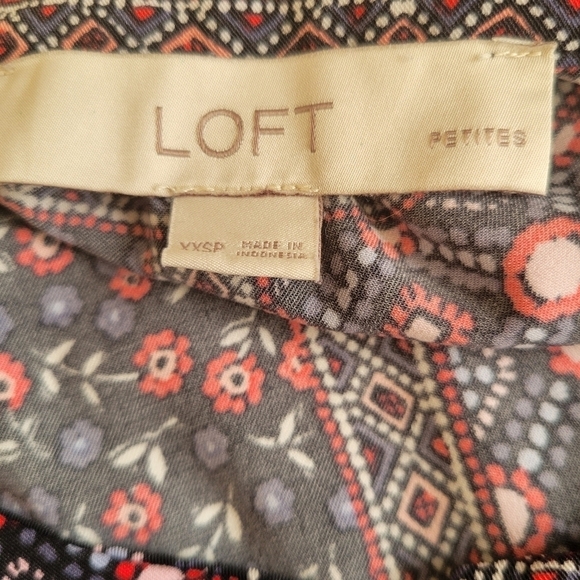 LOFT
PETITES
XXSP
MADE IN
INDONESIA